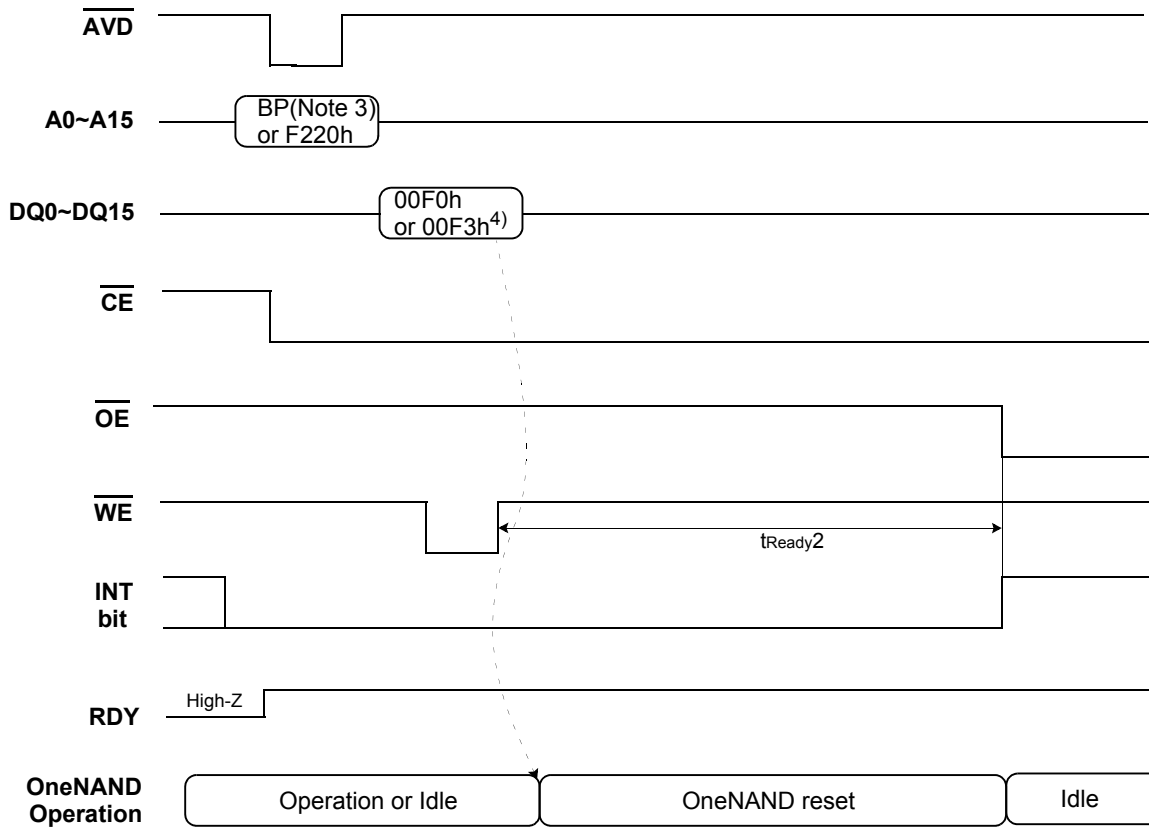 AVD
A0~A15
BP(Note 3)
or F220h
DQ0~DQ15
00F0h
or 00F3h4)
CE
OE
WE
tReady2
INT
bit
High-Z
RDY
OneNAND
Operation
Operation or Idle
OneNAND reset
Idle